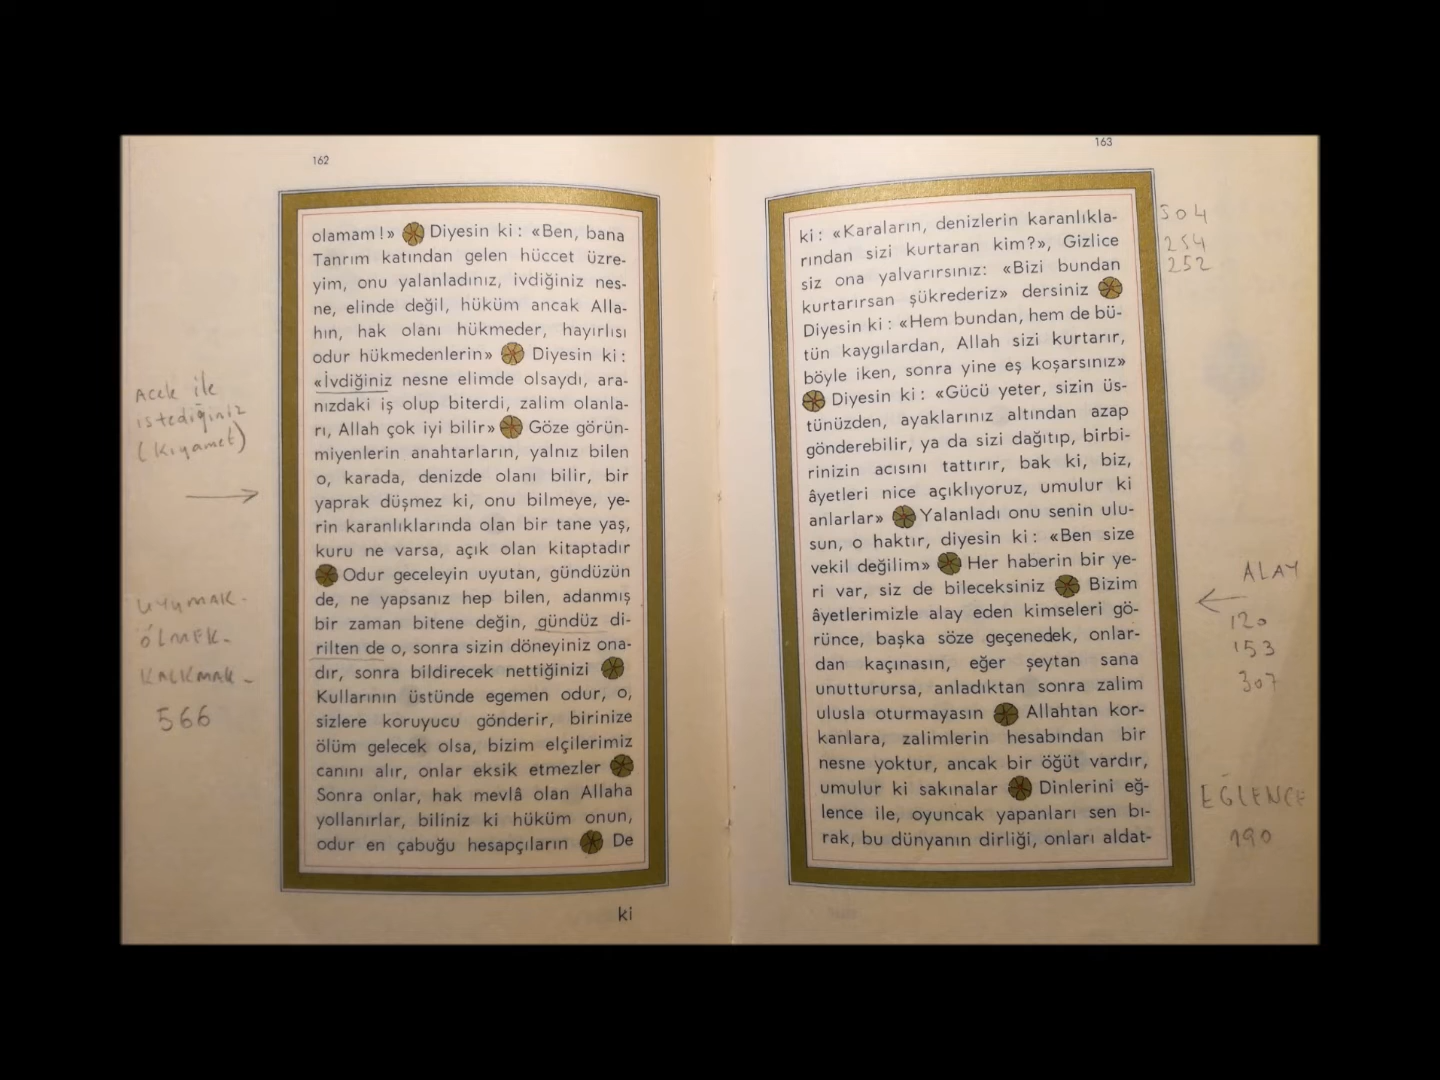 162
olamam!» Diyesin ki: «Ben, bana
Tanrım katından gelen hüccet üzre-
yim, onu yalanladınız, ivdiğiniz nes-
ne, elinde değil, hüküm ancak Alla-
hın, hak olanı hükmeder, hayırlısı
odur hükmedenlerin» Diyesin ki:
«İvdiğiniz nesne elimde olsaydı, ara-
nızdaki iş olup biterdi, zalim olanla-
rı, Allah çok iyi bilir» Göze görün-
miyenlerin anahtarların, yalnız bilen
o, karada, denizde olanı bilir, bir
yaprak düşmez ki, onu bilmeye, ye-
rin karanlıklarında olan bir tane yaş,
kuru ne varsa, açık olan kitaptadır
Odur geceleyin uyutan, gündüzün
de, ne yapsanız hep bilen, adanmış
bir zaman bitene değin, gündüz di-
rilten de o, sonra sizin döneyiniz ona-
dır, sonra bildirecek nettiğinizi
Kullarının üstünde egemen odur, o,
sizlere koruyucu gönderir, birinize
ölüm gelecek olsa, bizim elçilerimiz
canını alır, onlar eksik etmezler
Sonra onlar, hak mevlâ olan Allaha
yollanırlar, biliniz ki hüküm onun,
odur en çabuğu hesapçıların De
ki
Acele ile
istediğiniz
(Kıyamet)
UYUMAK-
ÖLMEK-
KALKMAK-
566
163
ki: «Karaların, denizlerin karanlıkla-
rından sizi kurtaran kim?», Gizlice
siz ona yalvarırsınız: «Bizi bundan
kurtarırsan şükrederiz» dersiniz
Diyesin ki: «Hem bundan, hem de bü-
tün kaygılardan, Allah sizi kurtarır,
böyle iken, sonra yine eş koşarsınız»
Diyesin ki: «Gücü yeter, sizin üs-
tünüzden, ayaklarınız altından azap
gönderebilir, ya da sizi dağıtıp, birbi-
rinizin acısını tattırır, bak ki, biz,
âyetleri nice açıklıyoruz, umulur ki
anlarlar» Yalanladı onu senin ulu-
sun, o haktır, diyesin ki: «Ben size
vekil değilim» Her haberin bir ye-
ri var, siz de bileceksiniz Bizim
âyetlerimizle alay eden kimseleri gö-
rünce, başka söze geçenedek, onlar-
dan kaçınasın, eğer şeytan sana
unutturursa, anladıktan sonra zalim
ulusla oturmayasın Allahtan kor-
kanlara, zalimlerin hesabından bir
nesne yoktur, ancak bir öğüt vardır,
umulur ki sakınalar Dinlerini eğ-
lence ile, oyuncak yapanları sen bı-
rak, bu dünyanın dirliği, onları aldat-
504
254
252
ALAY
120
153
307
EĞLENCE
190